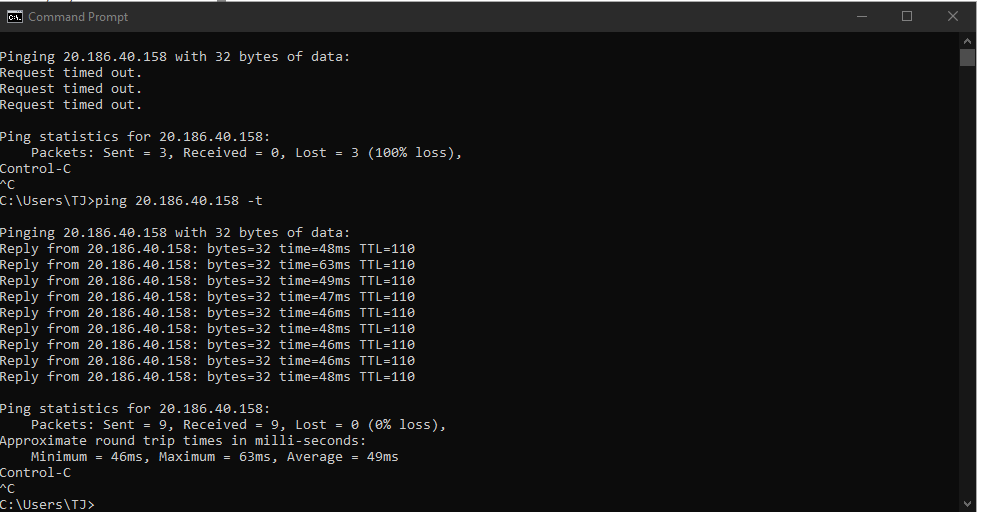 Command Prompt
Pinging 20.186.40.158 with 32 bytes of data:
Request timed out.
Request timed out.
Request timed out.
Ping statistics for 20.186.40.158:
    Packets: Sent = 3, Received = 0, Lost = 3 (100% loss),
Control-C
^C
C:\Users\TJ>ping 20.186.40.158 -t
Pinging 20.186.40.158 with 32 bytes of data:
Reply from 20.186.40.158: bytes=32 time=48ms TTL=110
Reply from 20.186.40.158: bytes=32 time=63ms TTL=110
Reply from 20.186.40.158: bytes=32 time=49ms TTL=110
Reply from 20.186.40.158: bytes=32 time=47ms TTL=110
Reply from 20.186.40.158: bytes=32 time=46ms TTL=110
Reply from 20.186.40.158: bytes=32 time=48ms TTL=110
Reply from 20.186.40.158: bytes=32 time=46ms TTL=110
Reply from 20.186.40.158: bytes=32 time=46ms TTL=110
Reply from 20.186.40.158: bytes=32 time=48ms TTL=110
Ping statistics for 20.186.40.158:
    Packets: Sent = 9, Received = 9, Lost = 0 (0% loss),
Approximate round trip times in milli-seconds:
    Minimum = 46ms, Maximum = 63ms, Average = 49ms
Control-C
^C
C:\Users\TJ>